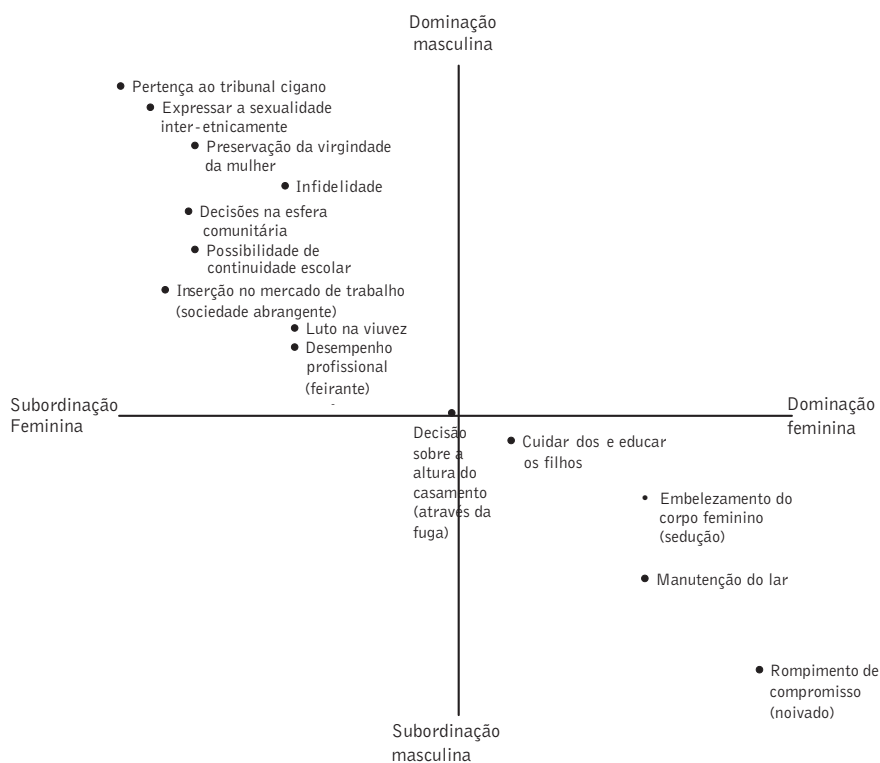 Dominação
masculina
Pertença ao tribunal cigano
Expressar a sexualidade
inter-etnicamente
Preservação da virgindade
da mulher
Infidelidade
Decisões na esfera
comunitária
Possibilidade de
continuidade escolar
Inserção no mercado de trabalho
(sociedade abrangente)
Luto na viuvez
Desempenho
profissional
(feirante)
Subordinação
Feminina
Dominação
feminina
Decisão
sobre a
altura do
casamento
(através da
fuga)
Cuidar dos e educar
os filhos
Embelezamento do
corpo feminino
(sedução)
Manutenção do lar
Rompimento de
compromisso
(noivado)
Subordinação
masculina